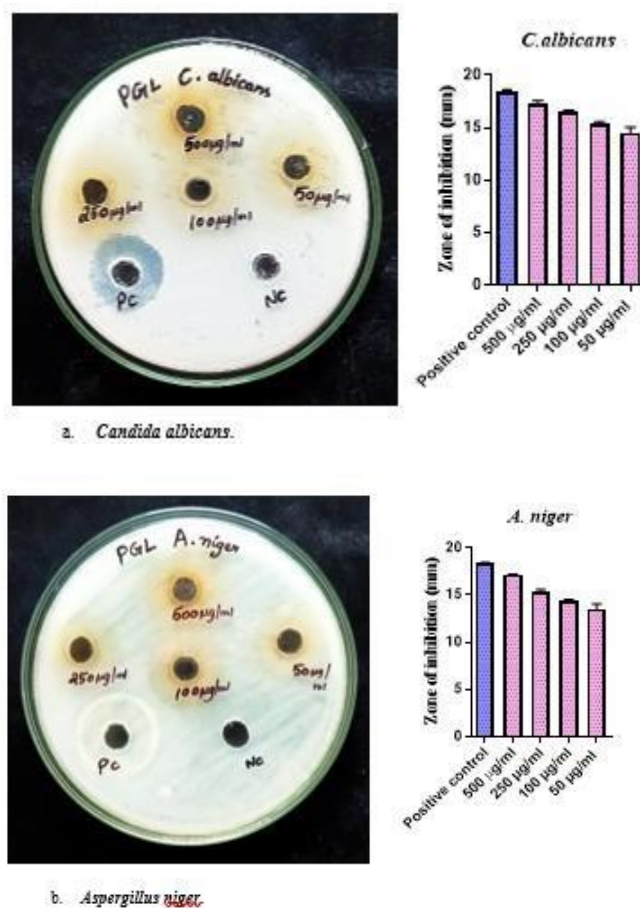 PGL C. albicans
500µg/ml
250µg/ml
100µg/ml
50µg/ml
PC
NC
C.albicans
Zone of inhibition (mm)
20
15
10
5
0
Positive control
500 µg/ml
250 µg/ml
100 µg/ml
50 µg/ml
a. Candida albicans.
PGL A. niger
500µg/ml
250µg/ml
100µg/ml
50µg/
ml
PC
NC
A. niger
Zone of inhibition (mm)
20
15
10
5
0
Positive control
500 µg/ml
250 µg/ml
100 µg/ml
50 µg/ml
b. Aspergillus niger